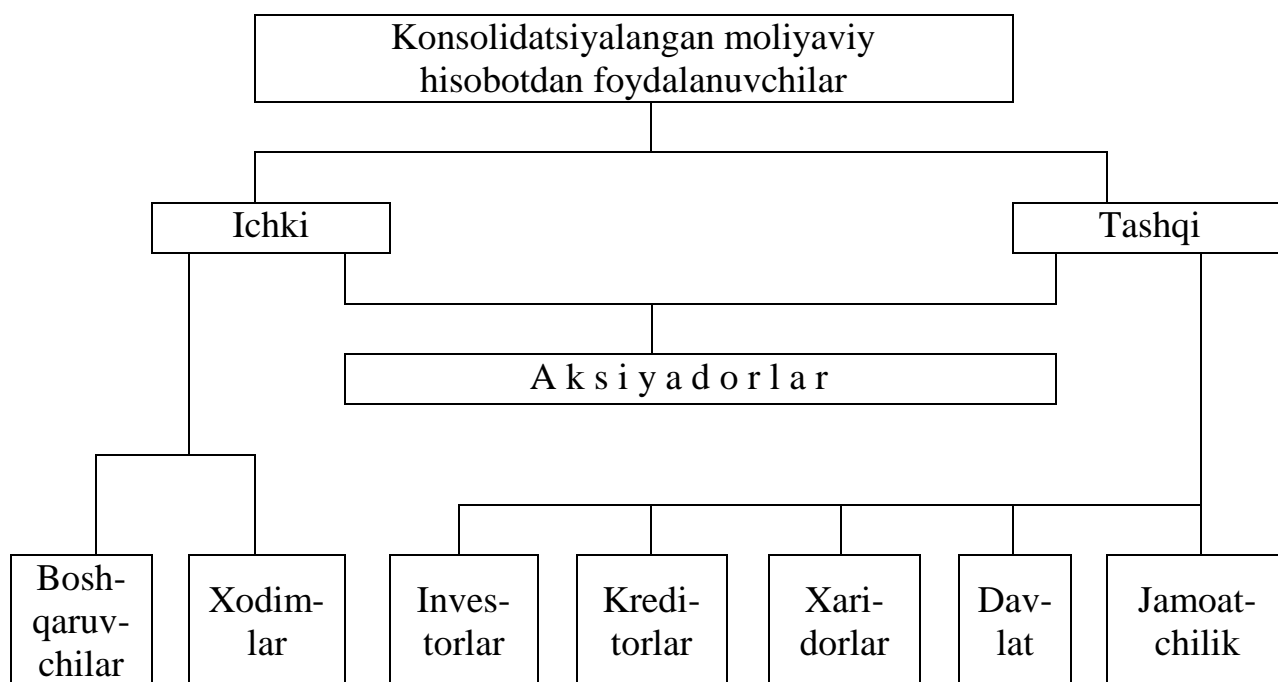 Konsolidatsiyalangan moliyaviy
hisobotdan foydalanuvchilar
Ichki
Tashqi
A k s i y a d o r l a r
Bosh-
qaruv-
chilar
Xodim-
lar
Inves-
torlar
Kredi-
torlar
Xari-
dorlar
Dav-
lat
Jamoat-
chilik